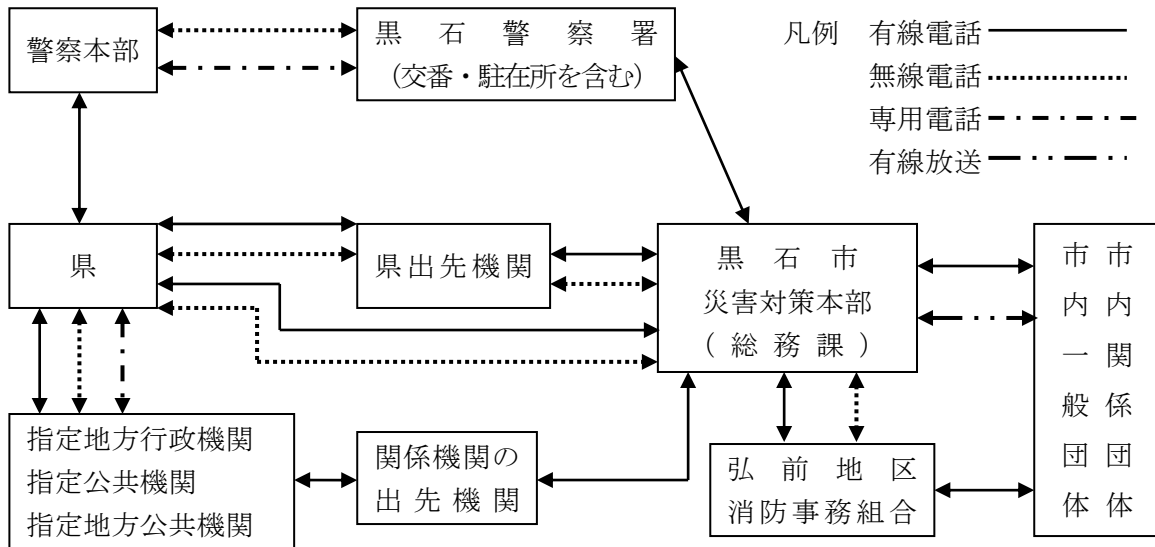 警察本部
黒石警察署
(交番・駐在所を含む)
凡例 有線電話
無線電話
専用電話
有線放送
県
県出先機関
黒石市
災害対策本部
(総務課)
市内関係団体
市内一般団体
指定地方行政機関
指定公共機関
指定地方公共機関
関係機関の
出先機関
弘前地区
消防事務組合